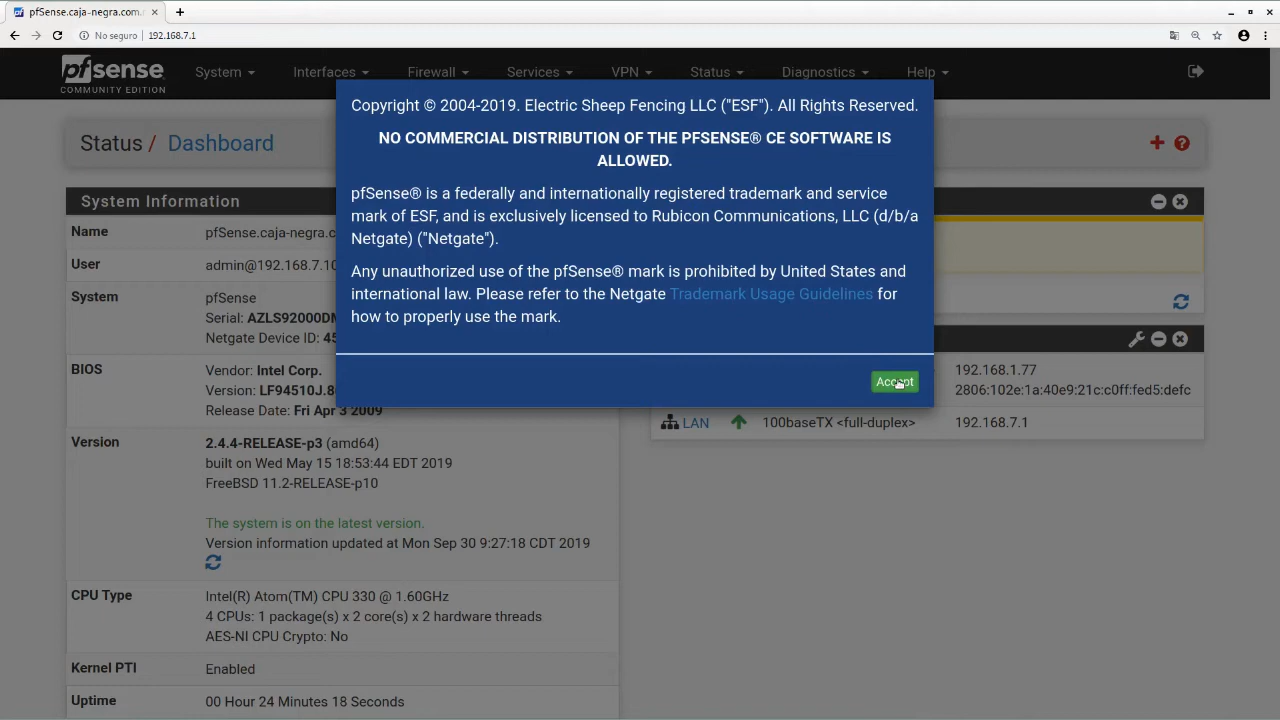 pfSense.caja-negra.com.
No seguro
192.168.7.1
pfsense
COMMUNITY EDITION
System
Interfaces
Firewall
Services
VPN
Status
Diagnostics
Help
Copyright © 2004-2019. Electric Sheep Fencing LLC ("ESF"). All Rights Reserved.
NO COMMERCIAL DISTRIBUTION OF THE PFSENSE® CE SOFTWARE IS
ALLOWED.
pfSense® is a federally and internationally registered trademark and service
mark of ESF, and is exclusively licensed to Rubicon Communications, LLC (d/b/a
Netgate) ("Netgate").
Any unauthorized use of the pfSense® mark is prohibited by United States and
international law. Please refer to the Netgate Trademark Usage Guidelines for
how to properly use the mark.
Accept
Status / Dashboard
System Information
Name pfSense.caja-negra.c
User admin@192.168.7.10
System pfSense
Serial: AZLS92000D
Netgate Device ID: 45
BIOS Vendor: Intel Corp.
Version: LF94510J.8
Release Date: Fri Apr 3 2009
Version 2.4.4-RELEASE-p3 (amd64)
built on Wed May 15 18:53:44 EDT 2019
FreeBSD 11.2-RELEASE-p10
The system is on the latest version.
Version information updated at Mon Sep 30 9:27:18 CDT 2019
CPU Type Intel(R) Atom(TM) CPU 330 @ 1.60GHz
4 CPUs: 1 package(s) x 2 core(s) x 2 hardware threads
AES-NI CPU Crypto: No
Kernel PTI Enabled
Uptime 00 Hour 24 Minutes 18 Seconds
192.168.1.77
2806:102e:1a:40e9:21c:c0ff:fed5:defc
LAN 100baseTX <full-duplex> 192.168.7.1